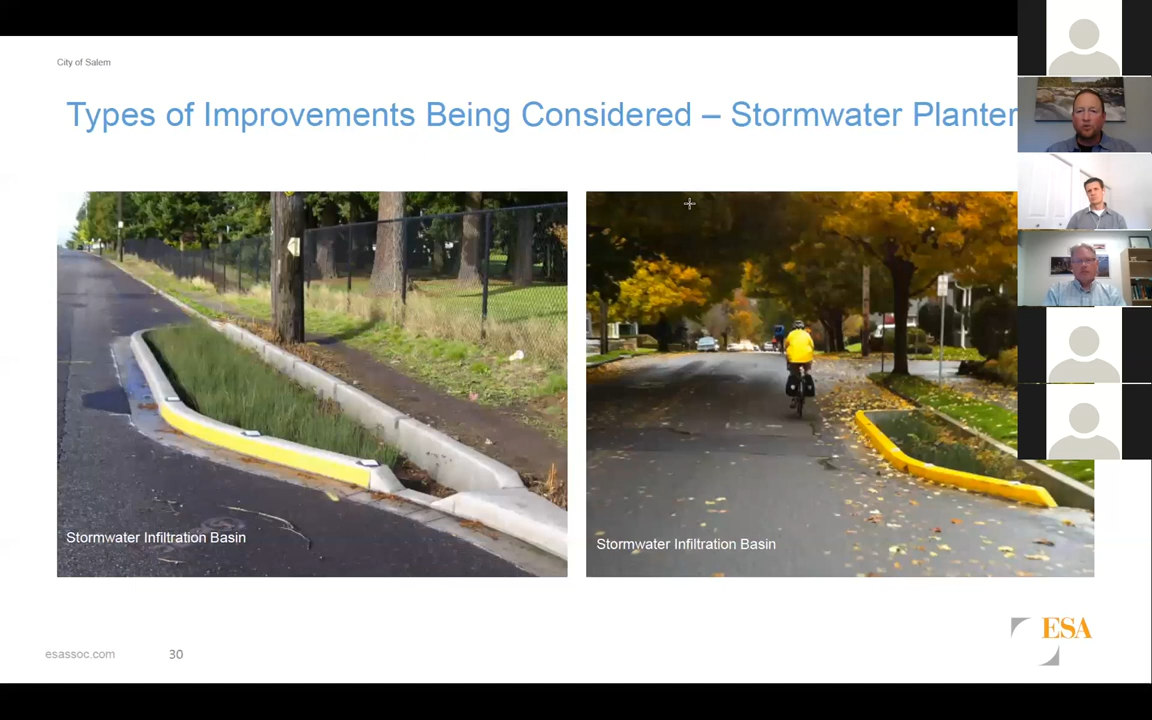 City of Salem
Types of Improvements Being Considered – Stormwater Planter
Stormwater Infiltration Basin
Stormwater Infiltration Basin
esassoc.com
30
ESA